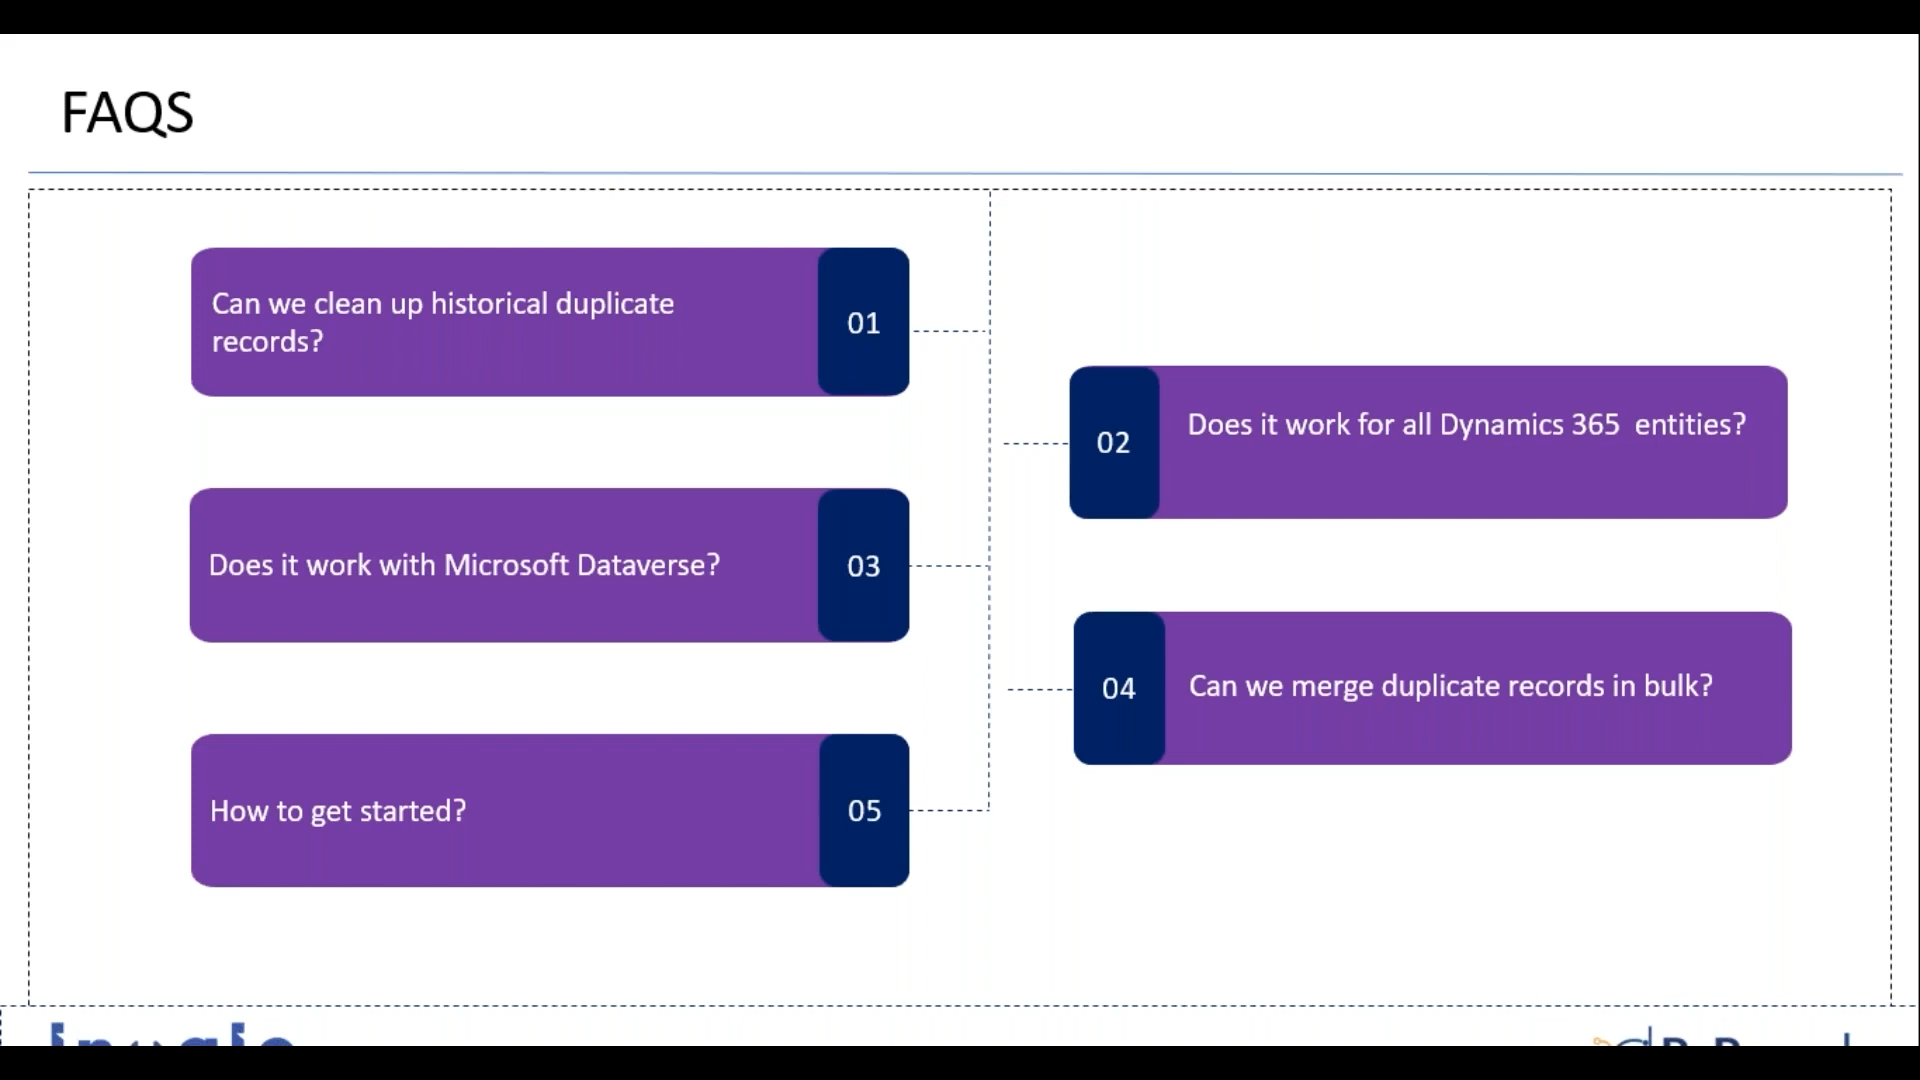 FAQS
Can we clean up historical duplicate
records?
01
02
Does it work for all Dynamics 365  entities?
Does it work with Microsoft Dataverse?
03
04
Can we merge duplicate records in bulk?
How to get started?
05